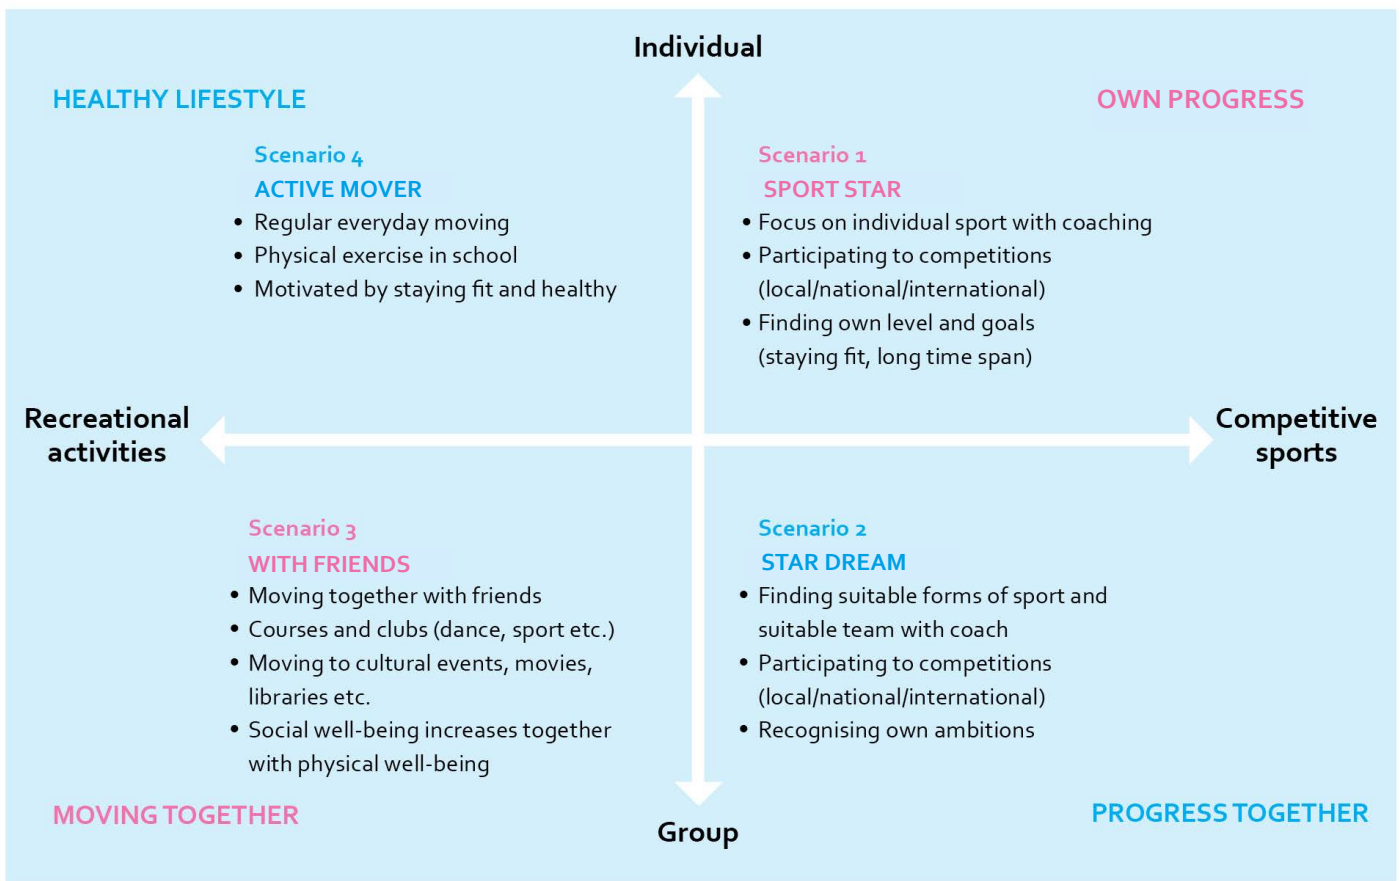 Individual
HEALTHY LIFESTYLE
OWN PROGRESS
Scenario 4
ACTIVE MOVER
• Regular everyday moving
• Physical exercise in school
• Motivated by staying fit and healthy
Scenario 1
SPORT STAR
• Focus on individual sport with coaching
• Participating to competitions
(local/national/international)
• Finding own level and goals
(staying fit, long time span)
Recreational
activities
Competitive
sports
Scenario 3
WITH FRIENDS
• Moving together with friends
• Courses and clubs (dance, sport etc.)
• Moving to cultural events, movies,
libraries etc.
• Social well-being increases together
with physical well-being
Scenario 2
STAR DREAM
• Finding suitable forms of sport and
suitable team with coach
• Participating to competitions
(local/national/international)
• Recognising own ambitions
MOVING TOGETHER
PROGRESS TOGETHER
Group